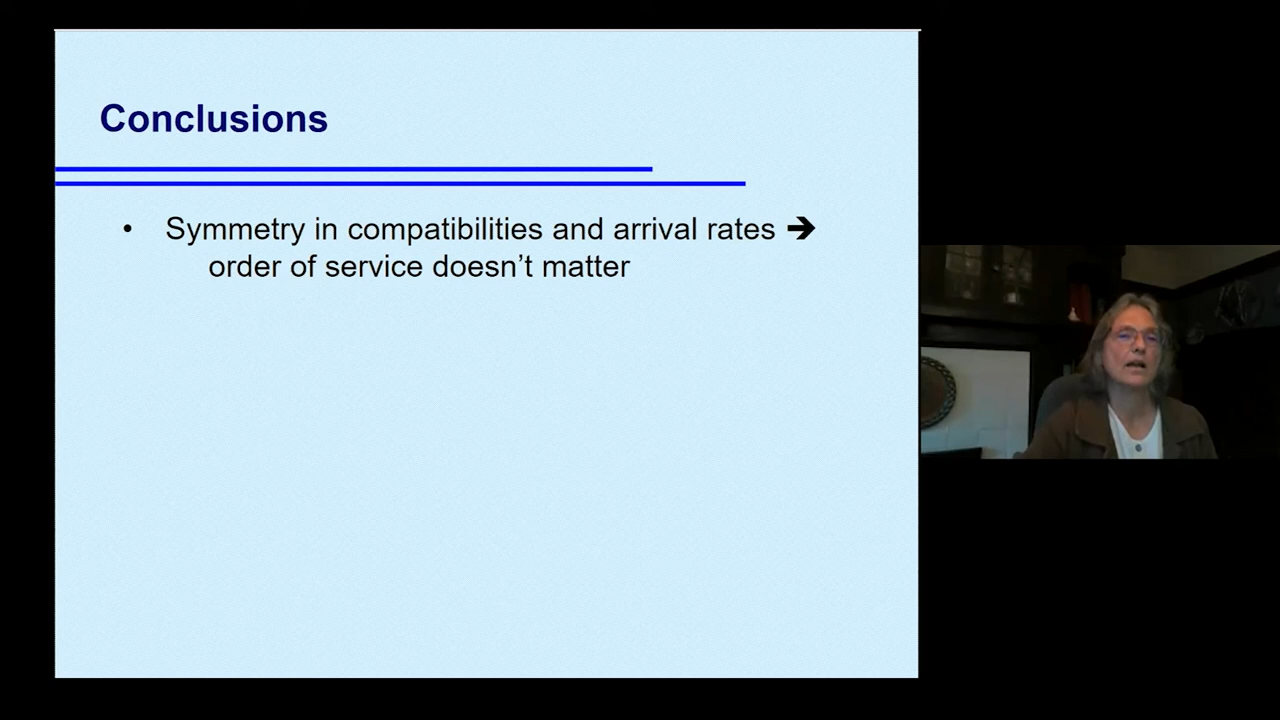 Conclusions
• Symmetry in compatibilities and arrival rates ➔
order of service doesn’t matter